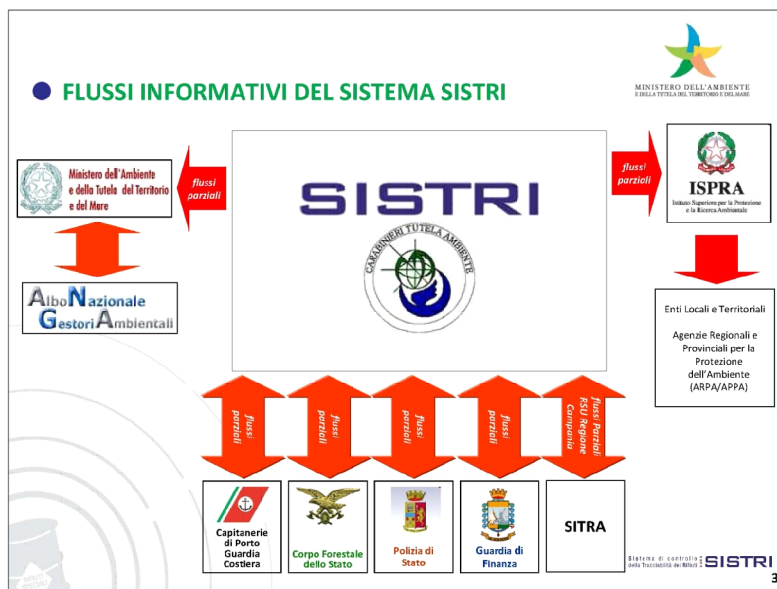 FLUSSI INFORMATIVI DEL SISTEMA SISTRI
MINISTERO DELL'AMBIENTE
E DELLA TUTELA DEL TERRITORIO E DEL MARE
Ministero dell'Ambiente
e della Tutela del Territorio
e del Mare
flussi
parziali
SISTRI
CARABINIERI TUTELA AMBIENTE
flussi
parziali
ISPRA
Istituto Superiore per la Protezione
e la Ricerca Ambientale
Albo Nazionale
Gestori Ambientali
Enti Locali e Territoriali
Agenzie Regionali e
Provinciali per la
Protezione
dell'Ambiente
(ARPA/APPA)
flussi
parziali
flussi
parziali
flussi
parziali
flussi
parziali
flussi Parziali
RSU Regione
Campania
Capitanerie
di Porto
Guardia
Costiera
Corpo Forestale
dello Stato
Polizia di
Stato
Guardia di
Finanza
SITRA
Sistema di controllo
della Tracciabilità dei Rifiuti
SISTRI
3